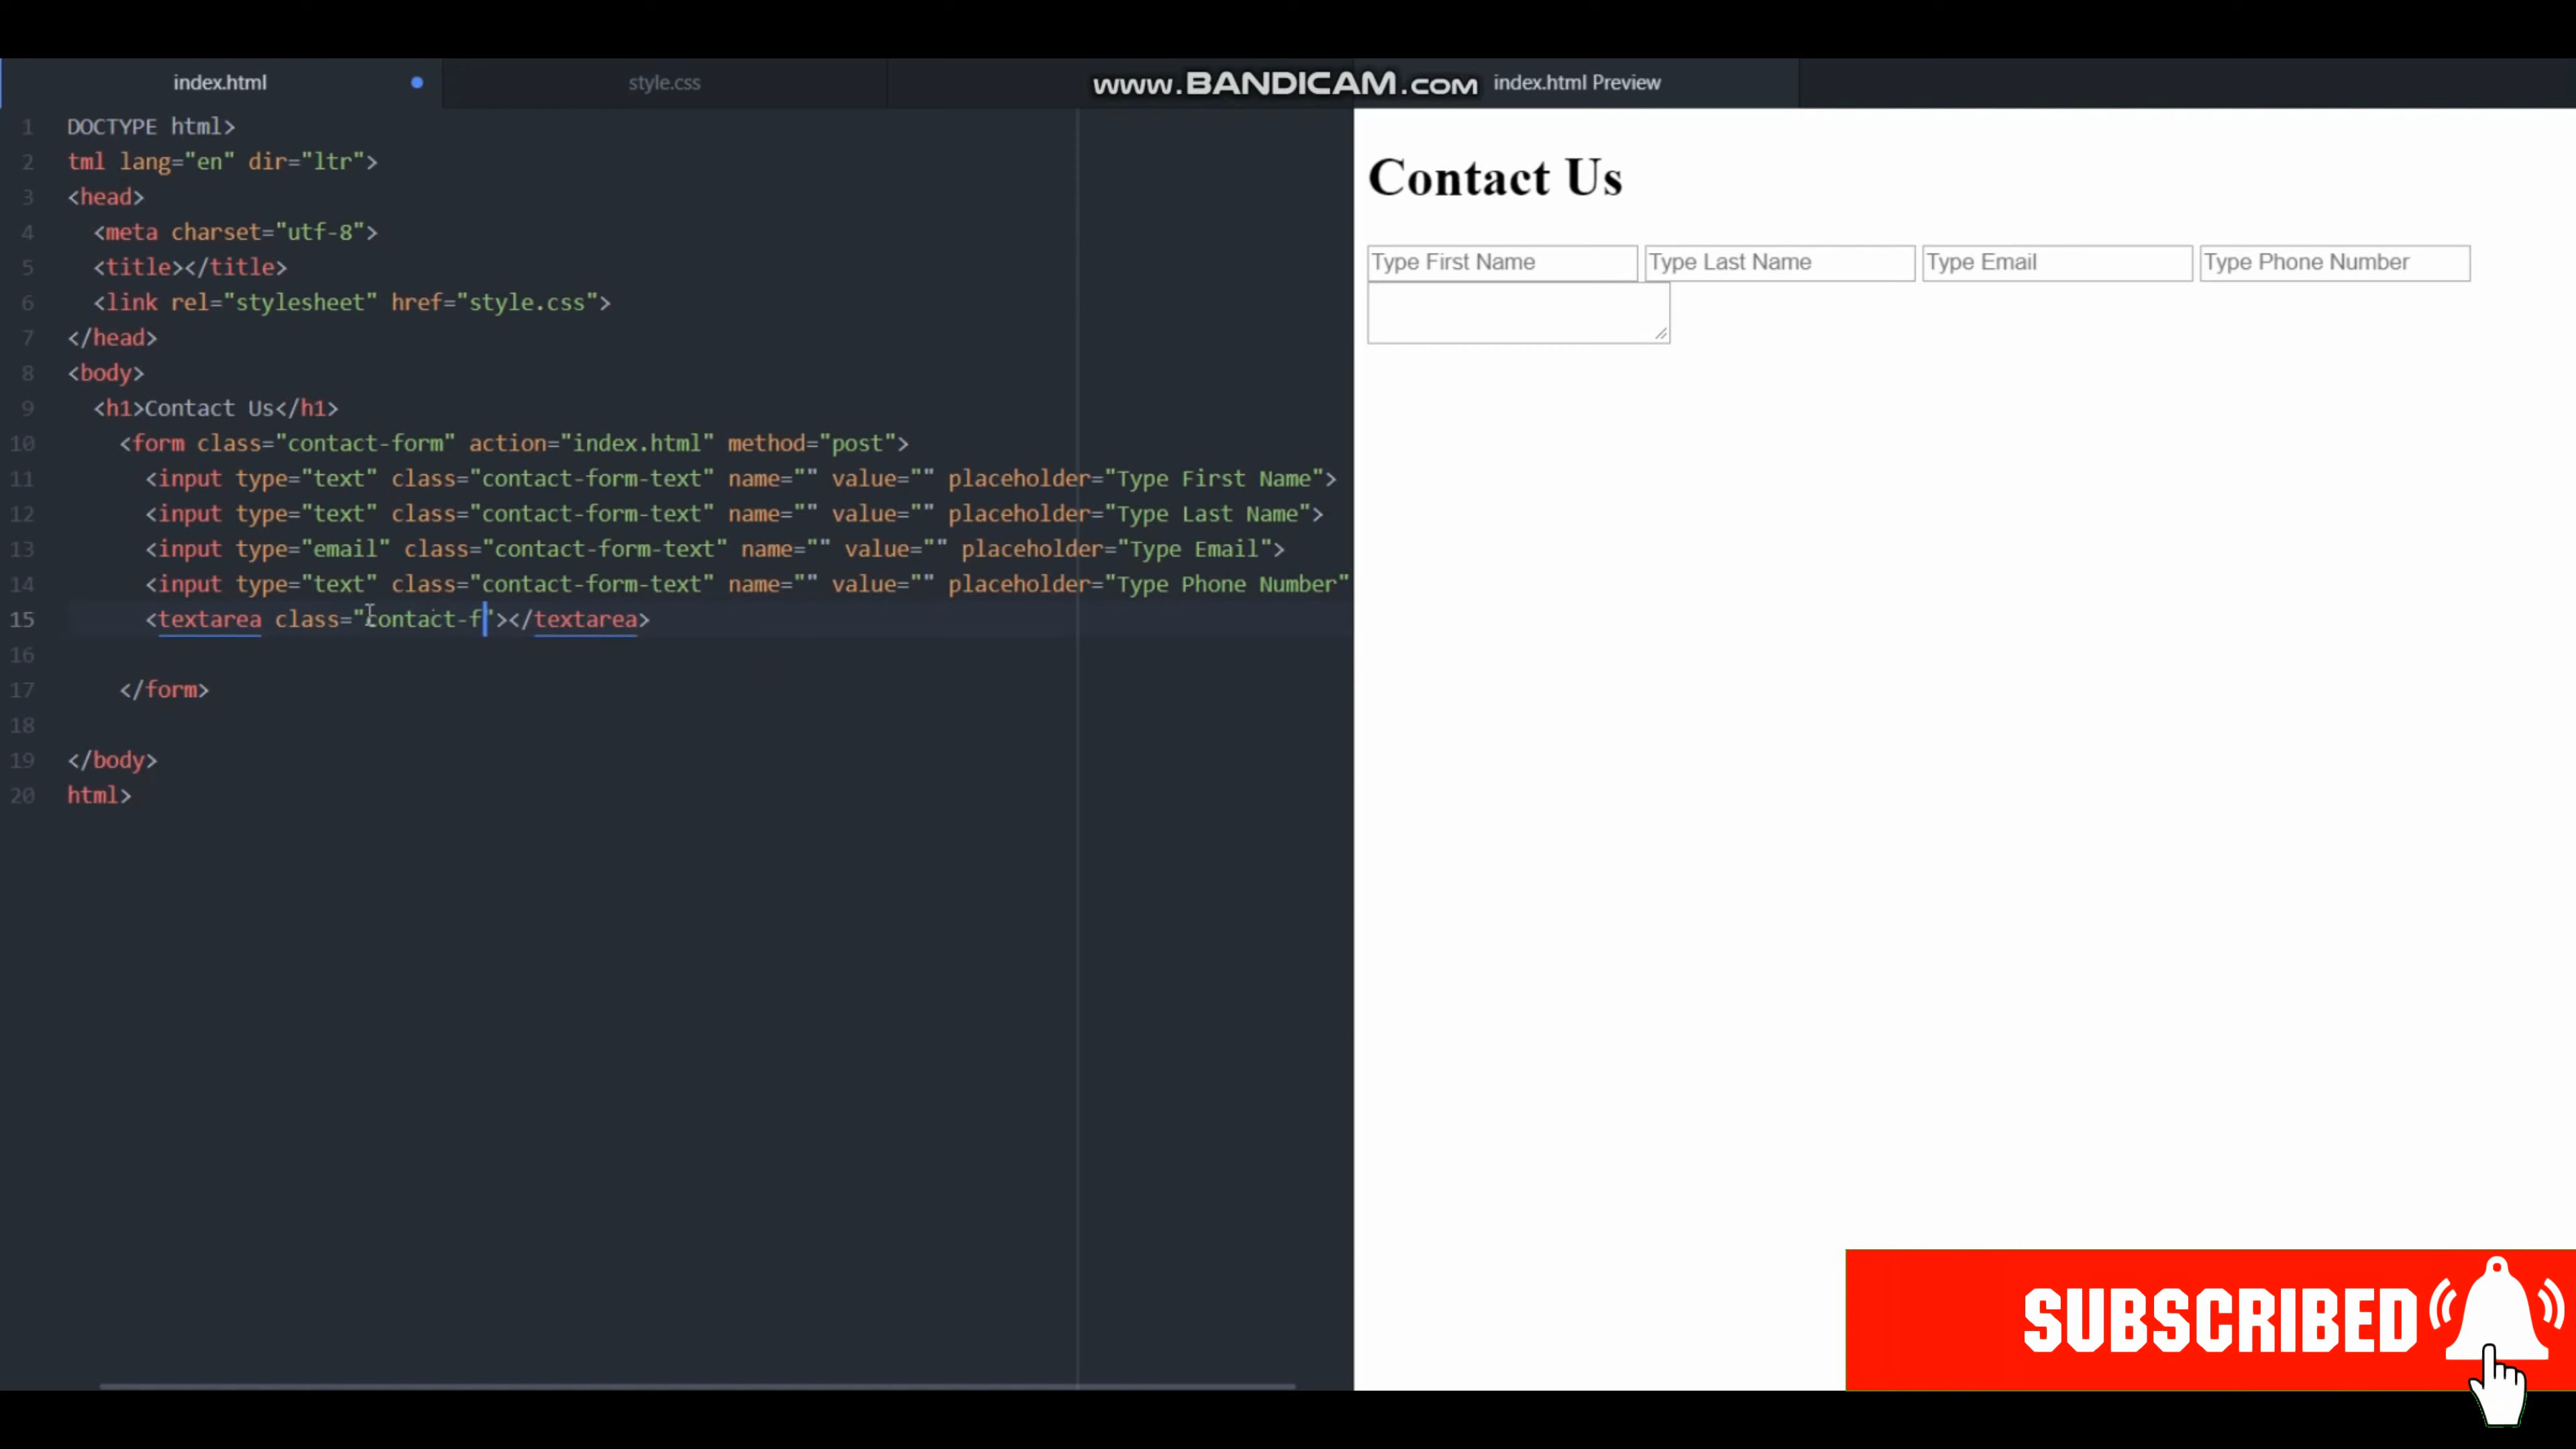 index.html
style.css
www.BANDICAM.com
index.html Preview
1 DOCTYPE html>
2 tml lang="en" dir="ltr">
3 <head>
4 <meta charset="utf-8">
5 <title></title>
6 <link rel="stylesheet" href="style.css">
7 </head>
8 <body>
9 <h1>Contact Us</h1>
10 <form class="contact-form" action="index.html" method="post">
11 <input type="text" class="contact-form-text" name="" value="" placeholder="Type First Name">
12 <input type="text" class="contact-form-text" name="" value="" placeholder="Type Last Name">
13 <input type="email" class="contact-form-text" name="" value="" placeholder="Type Email">
14 <input type="text" class="contact-form-text" name="" value="" placeholder="Type Phone Number"
15 <textarea class="contact-f"></textarea>
16
17 </form>
18
19 </body>
20 html>
Contact Us
Type First Name Type Last Name Type Email Type Phone Number
SUBSCRIBED